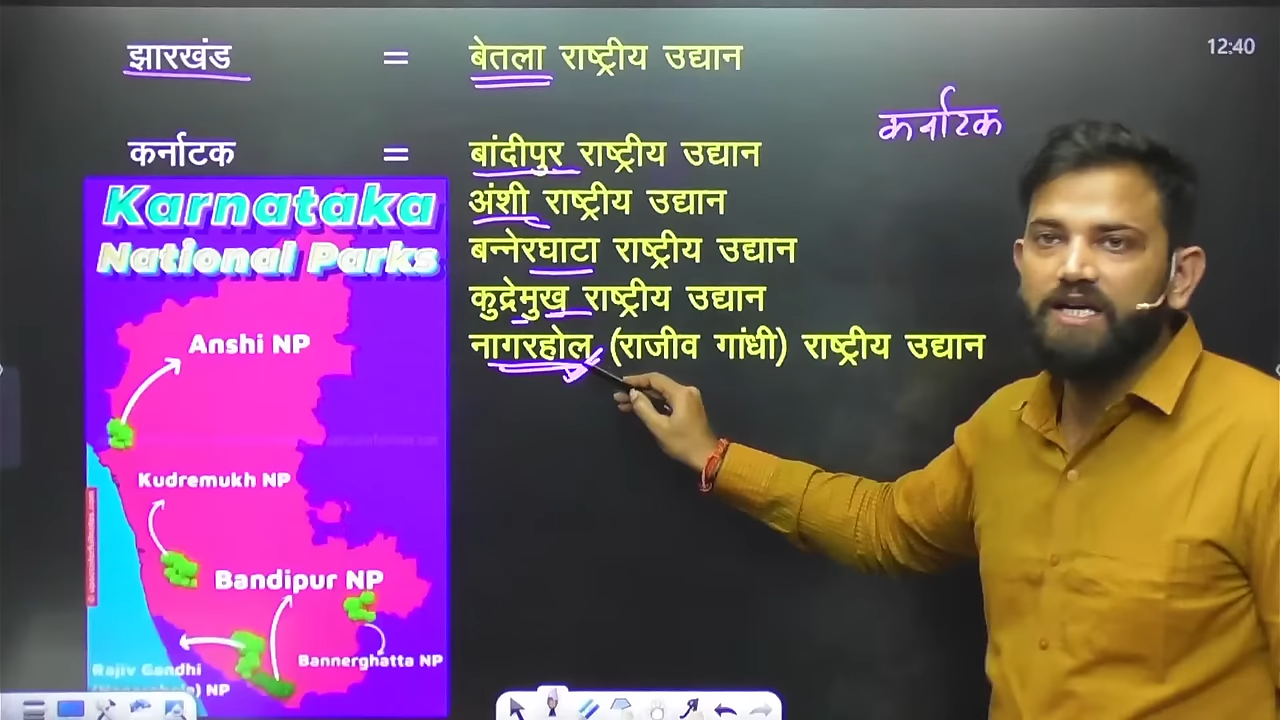 12:40
झारखंड = बेतला राष्ट्रीय उद्यान
कर्नाटक
कर्नाटक = बांदीपुर राष्ट्रीय उद्यान
अंशी राष्ट्रीय उद्यान
बन्नेरघाटा राष्ट्रीय उद्यान
कुद्रेमुख राष्ट्रीय उद्यान
नागरहोल (राजीव गांधी) राष्ट्रीय उद्यान
Karnataka
National Parks
Anshi NP
Kudremukh NP
Bandipur NP
Bannerghatta NP
Rajiv Gandhi
NP